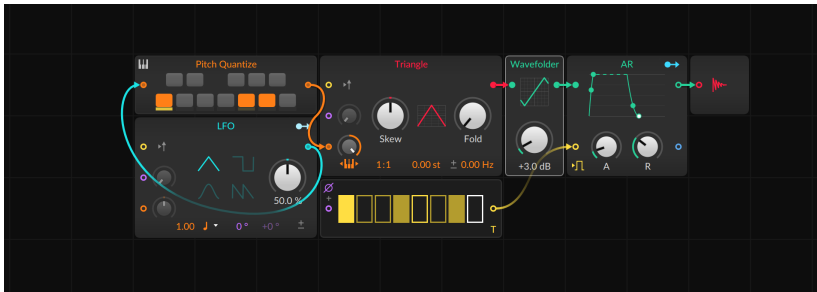 Pitch Quantize
Triangle
Wavefolder
AR
LFO
Skew
Fold
1:1
0.00 st
± 0.00 Hz
+3.0 dB
A
R
50.0 %
1.00
0 °
+0 °
±
+
T